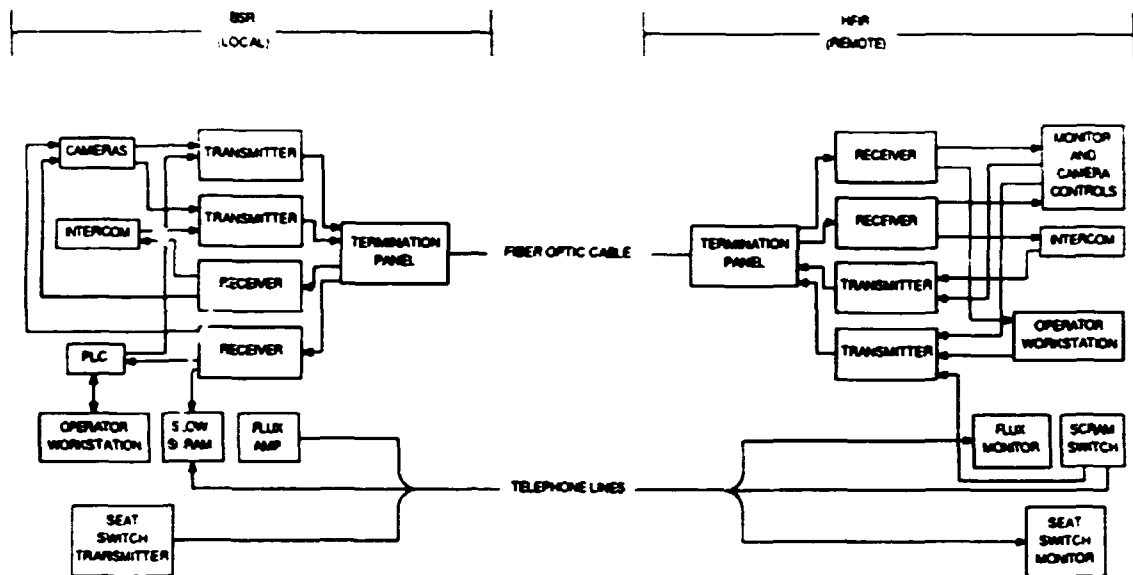 BSR
(LOCAL)
HFIR
(REMOTE)
CAMERAS
TRANSMITTER
TRANSMITTER
INTERCOM
RECEIVER
RECEIVER
TERMINATION
PANEL
FIBER OPTIC CABLE
PLC
OPERATOR
WORKSTATION
SLOW
SCRAM
FLUX
AMP
SEAT
SWITCH
TRANSMITTER
TELEPHONE LINES
TERMINATION
PANEL
RECEIVER
RECEIVER
TRANSMITTER
TRANSMITTER
MONITOR
AND
CAMERA
CONTROLS
INTERCOM
OPERATOR
WORKSTATION
FLUX
MONITOR
SCRAM
SWITCH
SEAT
SWITCH
MONITOR